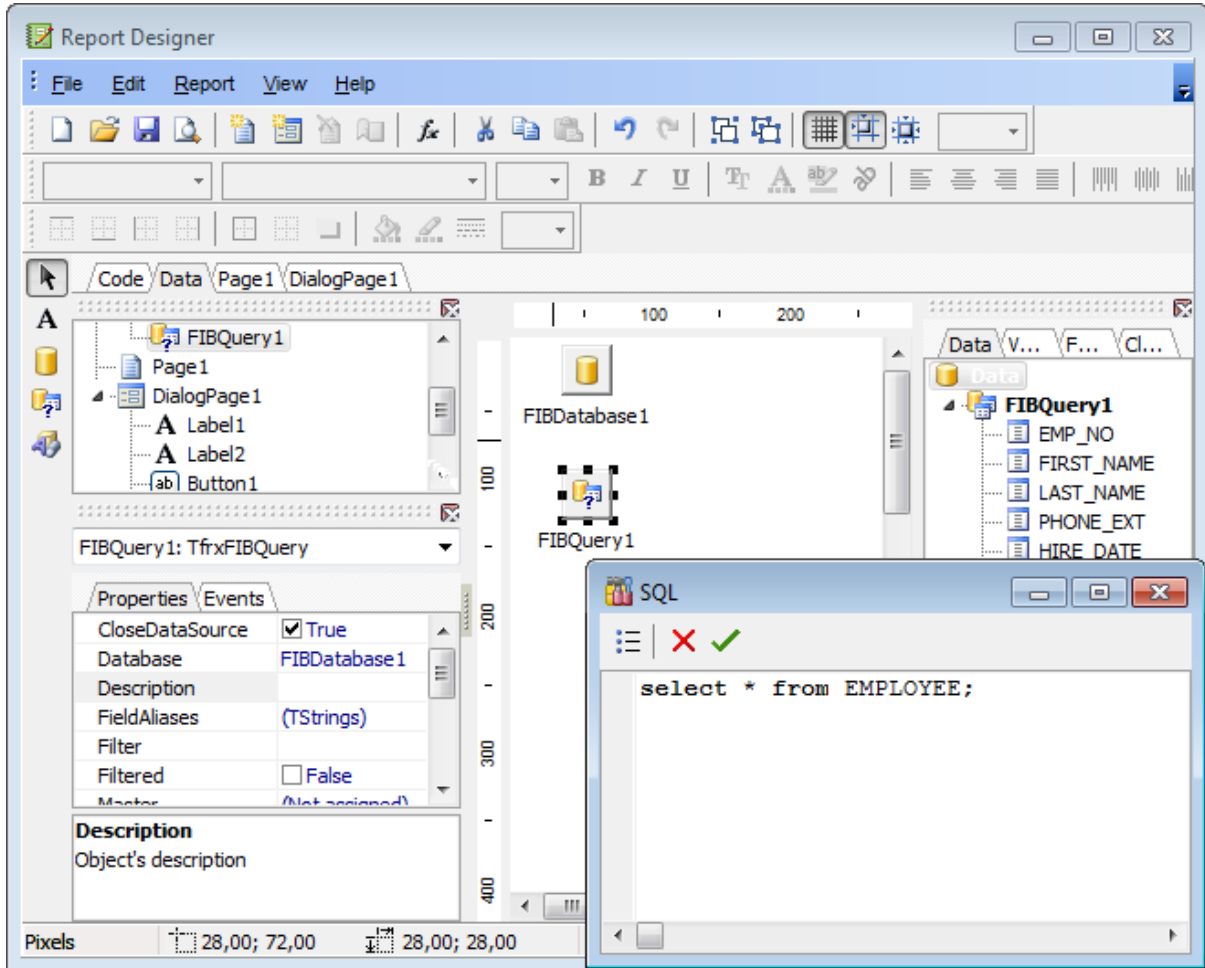 Report Designer
File Edit Report View Help
Code Data Page1 DialogPage1
FIBQuery1
Page1
DialogPage1
A Label1
A Label2
ab Button1
FIBQuery1: TfrxFIBQuery
Properties Events
CloseDataSource True
Database FIBDatabase1
Description
FieldAliases (TStrings)
Filter
Filtered False
Master (Not assigned)
Description
Object's description
100 200
100
200
300
400
FIBDatabase1
FIBQuery1
Data V... F... Cl...
Data
FIBQuery1
EMP_NO
FIRST_NAME
LAST_NAME
PHONE_EXT
HIRE_DATE
SQL
select * from EMPLOYEE;
Pixels 28,00; 72,00 28,00; 28,00